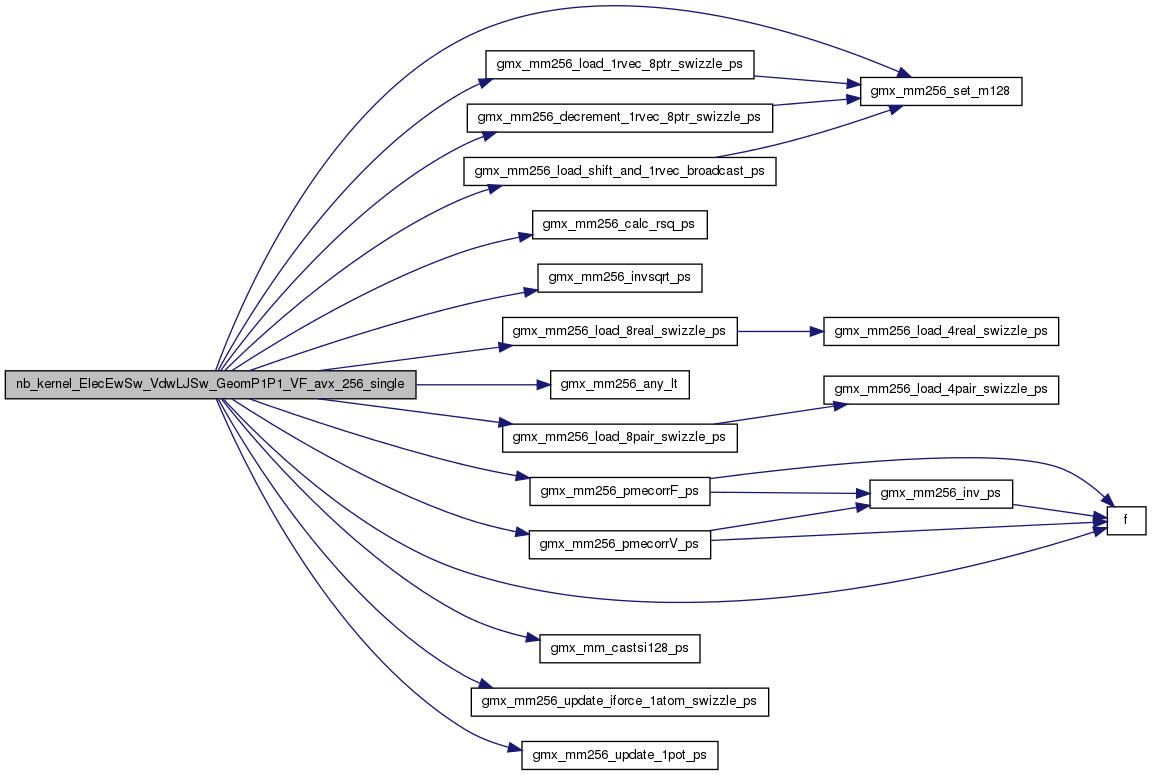 gmx_mm256_load_1rvec_8ptr_swizzle_ps
gmx_mm256_set_m128
gmx_mm256_decrement_1rvec_8ptr_swizzle_ps
gmx_mm256_load_shift_and_1rvec_broadcast_ps
gmx_mm256_calc_rsq_ps
gmx_mm256_invsqrt_ps
gmx_mm256_load_8real_swizzle_ps
gmx_mm256_load_4real_swizzle_ps
nb_kernel_ElecEwSw_VdwLJSw_GeomP1P1_VF_avx_256_single
gmx_mm256_any_lt
gmx_mm256_load_4pair_swizzle_ps
gmx_mm256_load_8pair_swizzle_ps
gmx_mm256_pmecorrF_ps
gmx_mm256_inv_ps
f
gmx_mm256_pmecorrV_ps
gmx_mm_castsi128_ps
gmx_mm256_update_iforce_1atom_swizzle_ps
gmx_mm256_update_1pot_ps